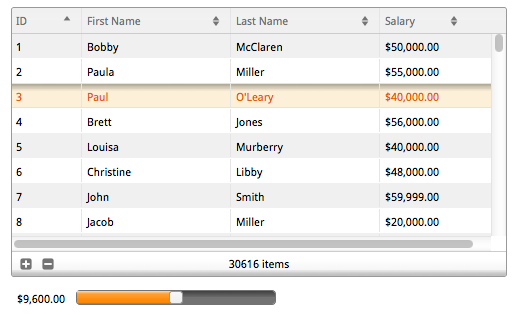 ID First Name Last Name Salary
1 Bobby McClaren $50,000.00
2 Paula Miller $55,000.00
3 Paul O'Leary $40,000.00
4 Brett Jones $56,000.00
5 Louisa Murberry $40,000.00
6 Christine Libby $48,000.00
7 John Smith $59,999.00
8 Jacob Miller $20,000.00
30616 items
$9,600.00